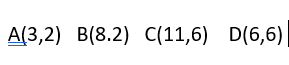 A(3,2) B(8.2) C(11,6) D(6,6)